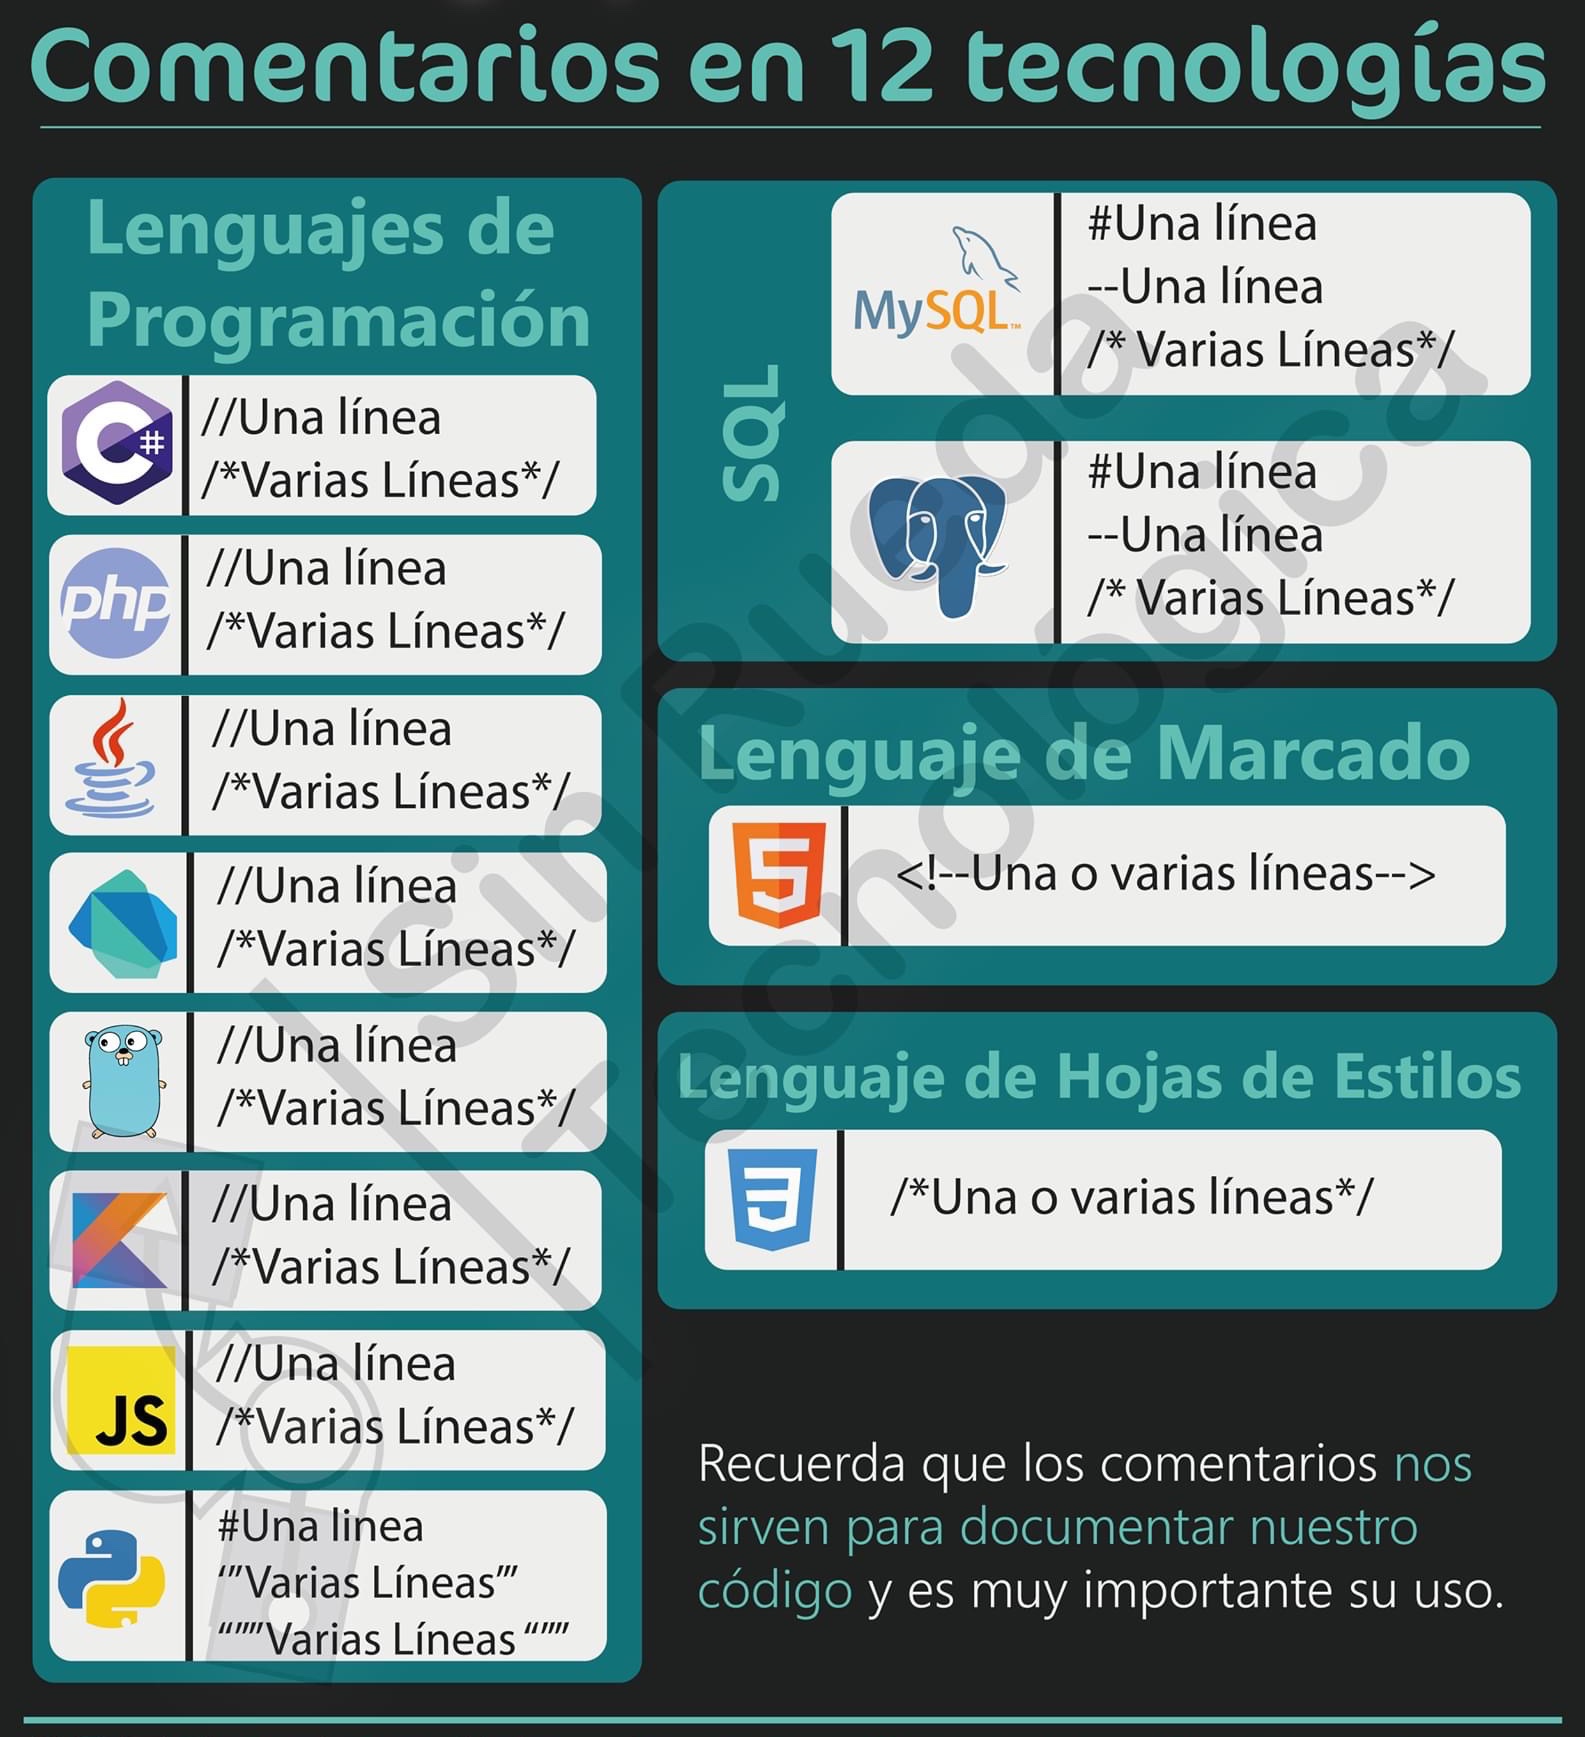 Comentarios en 12 tecnologías
Lenguajes de
Programación
C#
//Una línea
/*Varias Líneas*/
php
//Una línea
/*Varias Líneas*/
//Una línea
/*Varias Líneas*/
//Una línea
/*Varias Líneas*/
//Una línea
/*Varias Líneas*/
//Una línea
/*Varias Líneas*/
JS
//Una línea
/*Varias Líneas*/
#Una linea
‘”Varias Líneas”’
“””Varias Líneas “””
SQL
MySQL™
#Una línea
--Una línea
/* Varias Líneas*/
#Una línea
--Una línea
/* Varias Líneas*/
Lenguaje de Marcado
5
<!--Una o varias líneas-->
Lenguaje de Hojas de Estilos
3
/*Una o varias líneas*/
Recuerda que los comentarios nos
sirven para documentar nuestro
código y es muy importante su uso.
Sin Rueda
Tecnológica